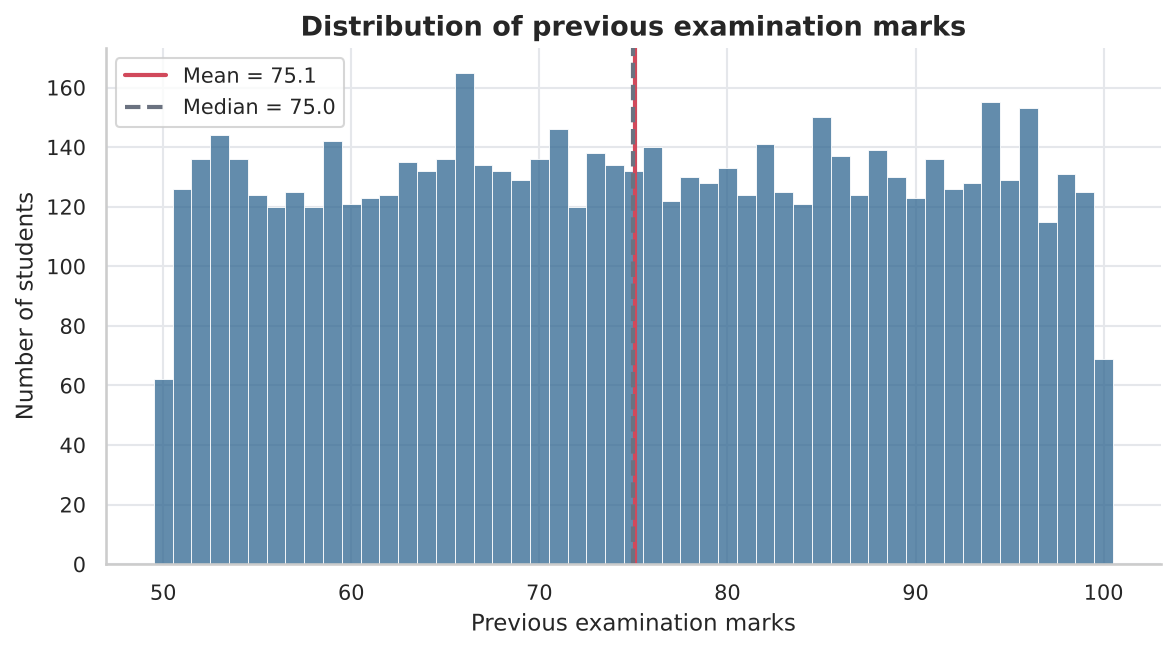 Distribution of previous examination marks
Mean = 75.1
Median = 75.0
Number of students
160
140
120
100
80
60
40
20
0
50 60 70 80 90 100
Previous examination marks